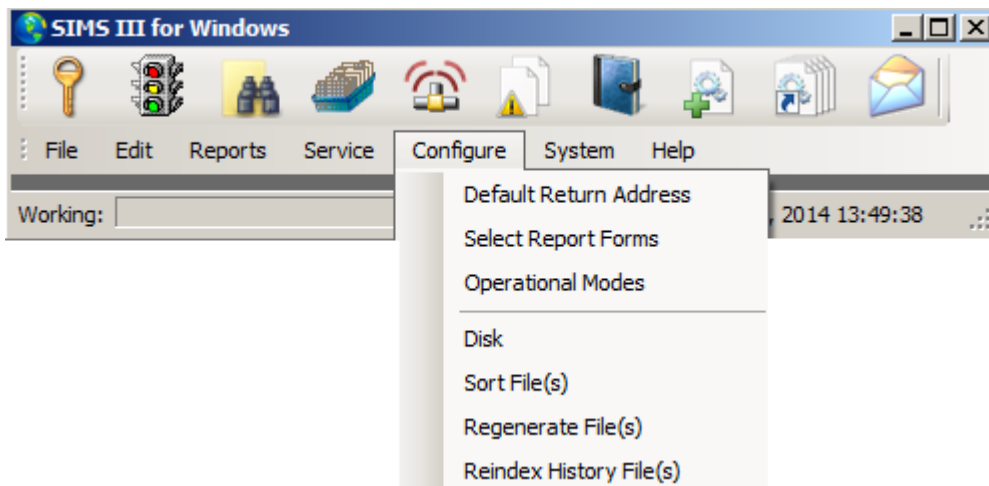 SIMS III for Windows
File Edit Reports Service Configure System Help
Default Return Address
Working: , 2014 13:49:38
Select Report Forms
Operational Modes
Disk
Sort File(s)
Regenerate File(s)
Reindex History File(s)